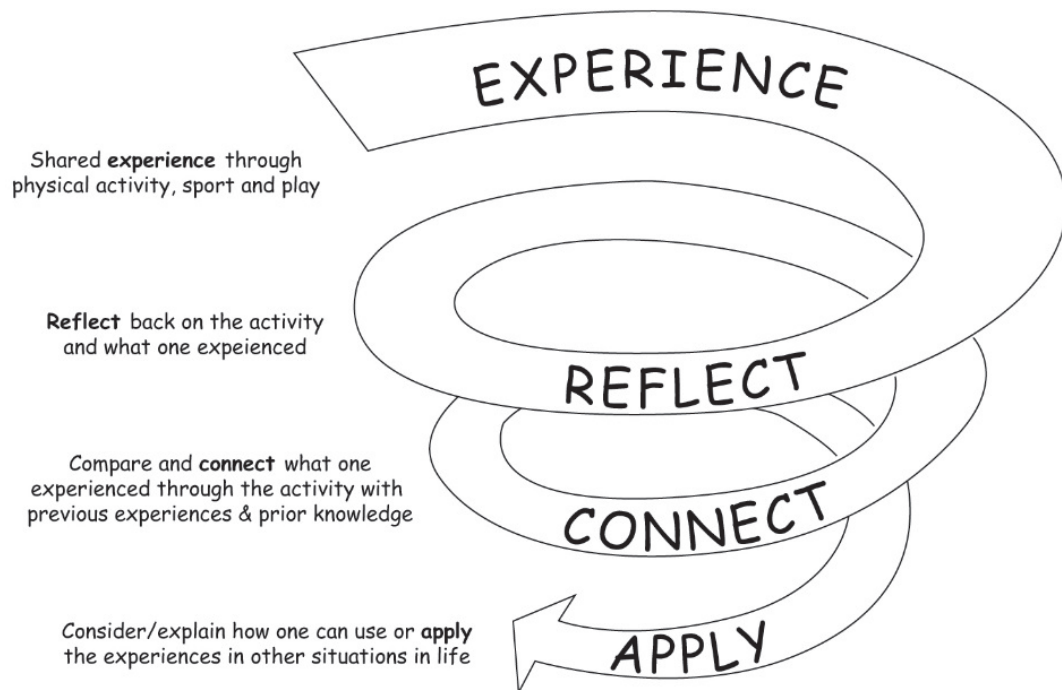 EXPERIENCE
Shared experience through
physical activity, sport and play
Reflect back on the activity
and what one expeienced
REFLECT
Compare and connect what one
experienced through the activity with
previous experiences & prior knowledge
CONNECT
Consider/explain how one can use or apply
the experiences in other situations in life
APPLY